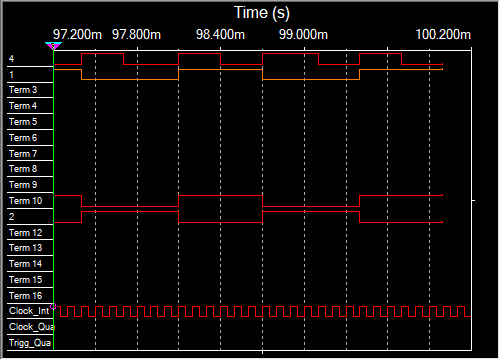 Time (s)
97.200m 97.800m 98.400m 99.000m 100.200m
4
1
Term 3
Term 4
Term 5
Term 6
Term 7
Term 8
Term 9
Term 10
2
Term 12
Term 13
Term 14
Term 15
Term 16
Clock_Int
Clock_Qua
Trigg_Qua